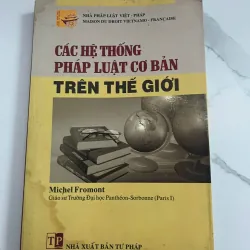 NHÀ PHÁP LUẬT VIỆT - PHÁP
MAISON DU DROIT VIETNAMO - FRANÇAISE
CÁC HỆ THỐNG
PHÁP LUẬT CƠ BẢN
TRÊN THẾ GIỚI
Michel Fromont
Giáo sư Trường Đại học Panthéon-Sorbonne (Paris I)
TP
NHÀ XUẤT BẢN TƯ PHÁP